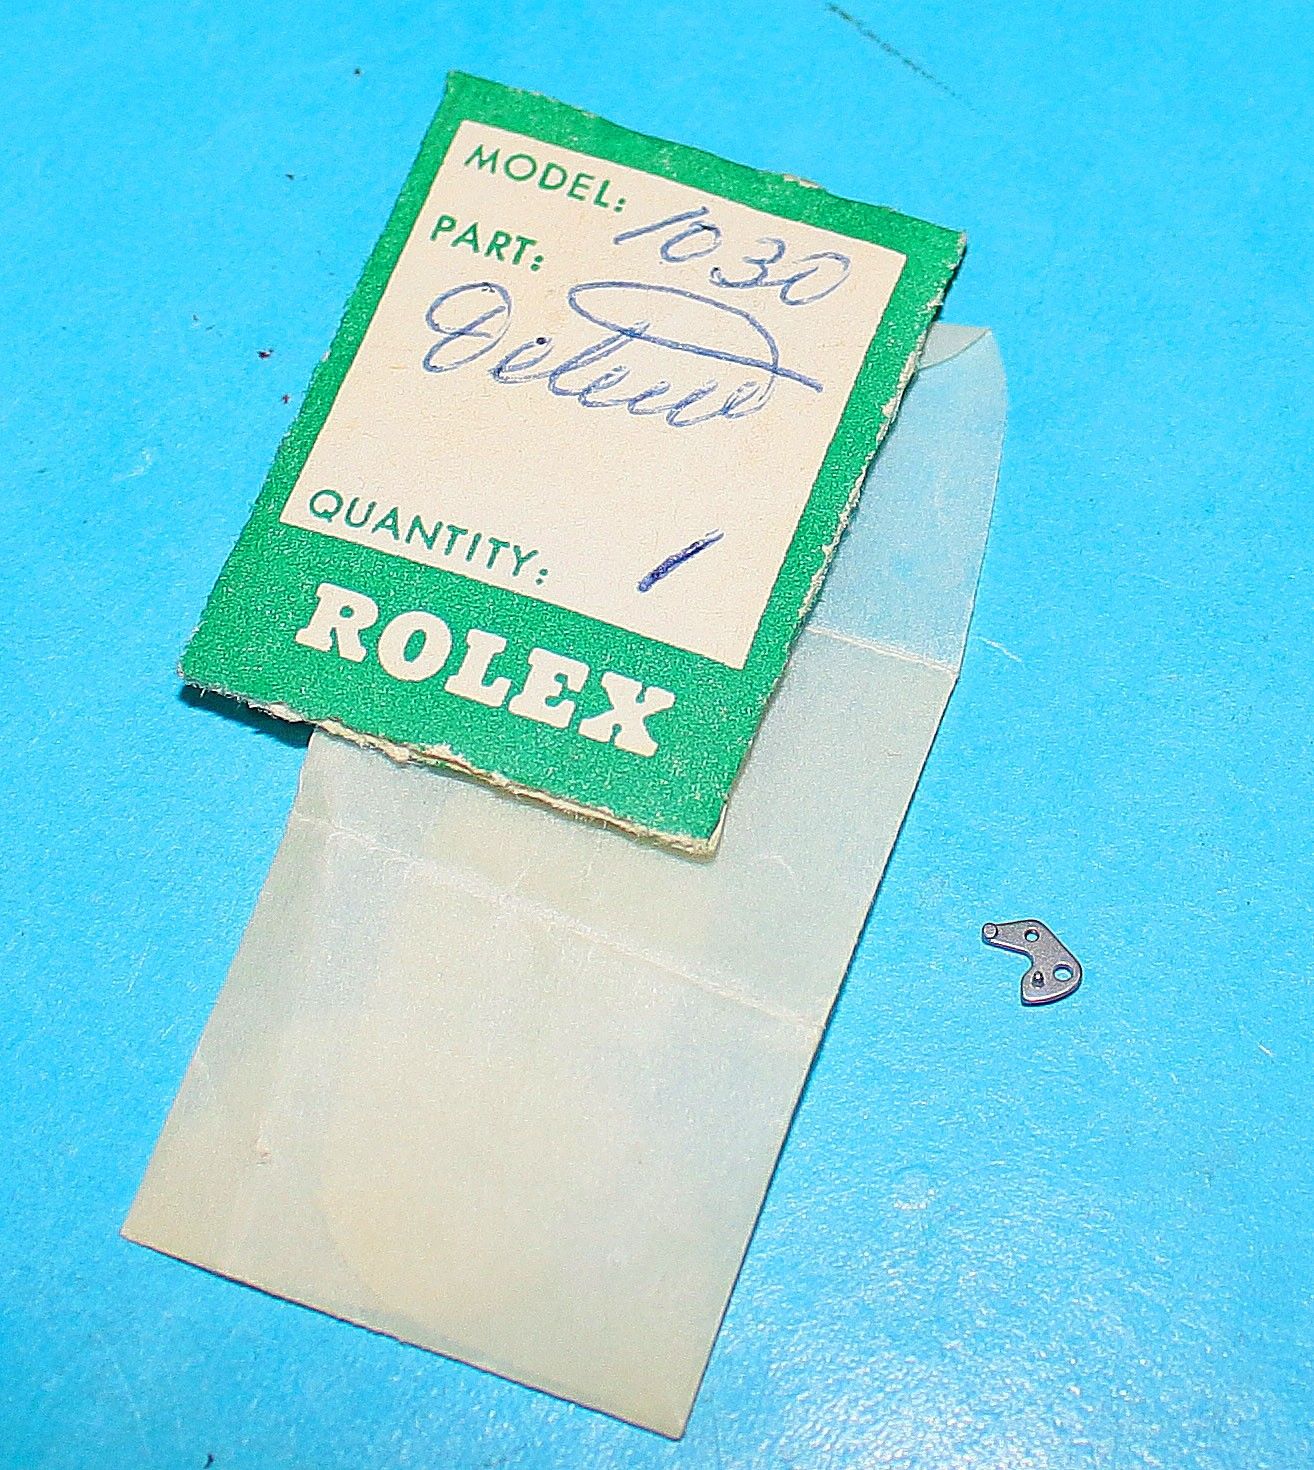 MODEL: 1030
PART:
Detent
QUANTITY: 1
ROLEX